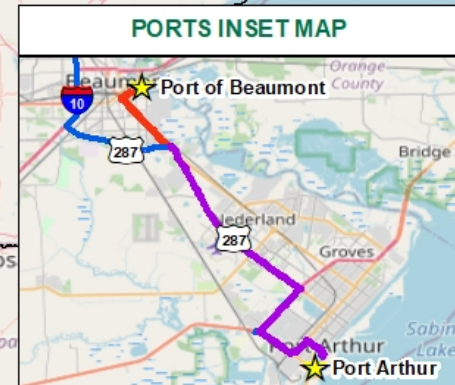 PORTS INSET MAP
Orange
County
Beaumont
Port of Beaumont
10
287
Bridge
Nederland
287
Groves
Sabin
Lake
Port Arthur
Port Arthur